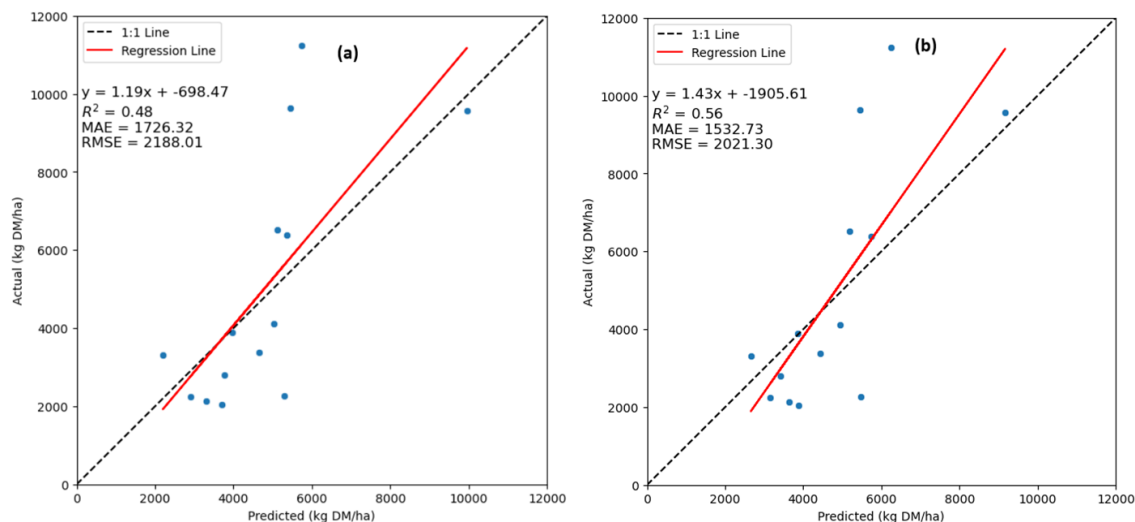 1:1 Line
Regression Line
(a)
y = 1.19x + -698.47
R² = 0.48
MAE = 1726.32
RMSE = 2188.01
12000
10000
8000
6000
4000
2000
0
Actual (kg DM/ha)
0 2000 4000 6000 8000 10000 12000
Predicted (kg DM/ha)
1:1 Line
Regression Line
(b)
y = 1.43x + -1905.61
R² = 0.56
MAE = 1532.73
RMSE = 2021.30
12000
10000
8000
6000
4000
2000
0
Actual (kg DM/ha)
0 2000 4000 6000 8000 10000 12000
Predicted (kg DM/ha)